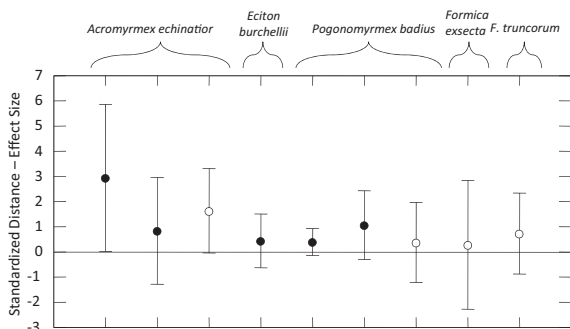 Acromyrmex echinatior
Eciton
burchellii
Pogonomyrmex badius
Formica
exsecta
F. truncorum
Standardized Distance – Effect Size
7
6
5
4
3
2
1
0
-1
-2
-3